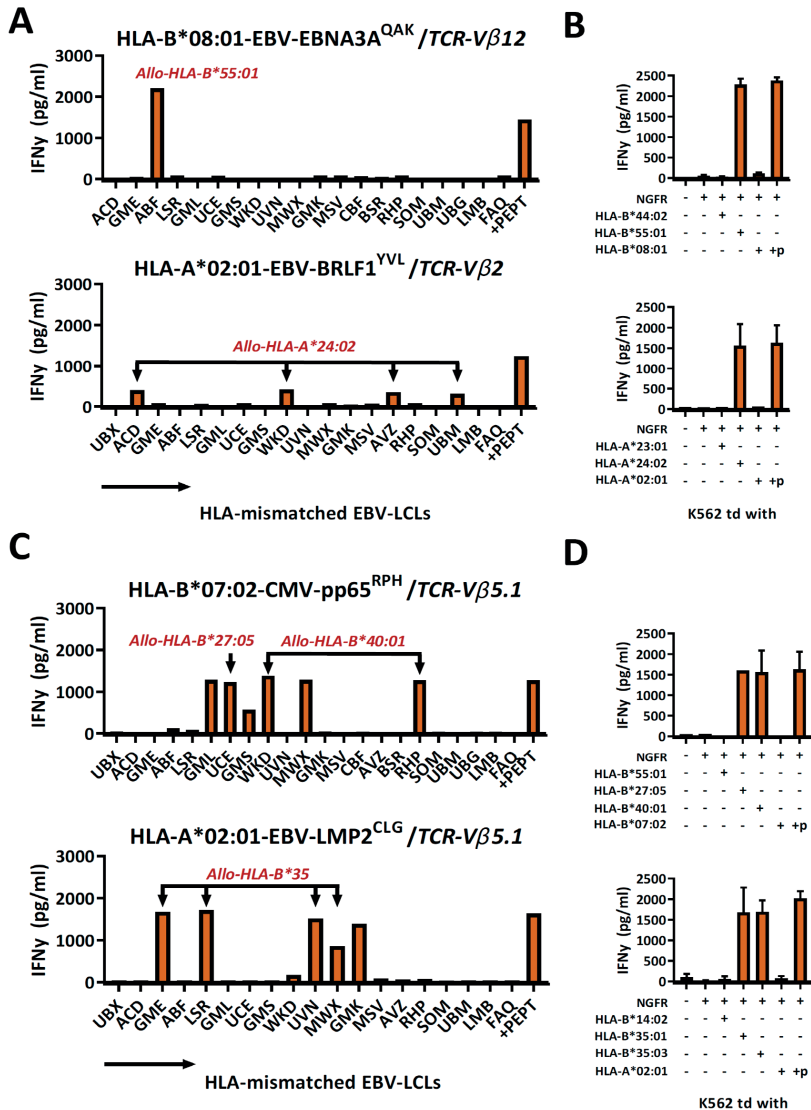 A
HLA-B*08:01-EBV-EBNA3A^QAK /TCR-Vβ12
IFNy (pg/ml)
3000
2000
1000
0
Allo-HLA-B*55:01
ACD GME ABF LSR GML UCE GMS WKD UVN MWX GMK MSV CBF BSR RHP SOM UBM UBG LMB FAQ +PEPT
HLA-A*02:01-EBV-BRLF1^YVL /TCR-Vβ2
IFNy (pg/ml)
3000
2000
1000
0
Allo-HLA-A*24:02
UBX ACD GME ABF LSR GML UCE GMS WKD UVN MWX GMK MSV AVZ RHP SOM UBM LMB FAQ +PEPT
HLA-mismatched EBV-LCLs
B
IFNy (pg/ml)
2500
2000
1500
1000
500
0
NGFR - + + + + +
HLA-B*44:02 - - + - - -
HLA-B*55:01 - - - + - -
HLA-B*08:01 - - - - + +p
IFNy (pg/ml)
2500
2000
1500
1000
500
0
NGFR - + + + + +
HLA-A*23:01 - - + - - -
HLA-A*24:02 - - - + - -
HLA-A*02:01 - - - - + +p
K562 td with
C
HLA-B*07:02-CMV-pp65^RPH /TCR-Vβ5.1
IFNy (pg/ml)
3000
2000
1000
0
Allo-HLA-B*27:05 Allo-HLA-B*40:01
UBX ACD GME ABF LSR GML UCE GMS WKD UVN MWX GMK MSV CBF AVZ BSR RHP SOM UBM UBG LMB FAQ +PEPT
HLA-A*02:01-EBV-LMP2^CLG /TCR-Vβ5.1
IFNy (pg/ml)
3000
2000
1000
0
Allo-HLA-B*35
UBX ACD GME ABF LSR GML UCE GMS WKD UVN MWX GMK MSV AVZ RHP SOM UBM LMB FAQ +PEPT
HLA-mismatched EBV-LCLs
D
IFNy (pg/ml)
2500
2000
1500
1000
500
0
NGFR - + + + + + +
HLA-B*55:01 - - + - - - -
HLA-B*27:05 - - - + - - -
HLA-B*40:01 - - - - + - -
HLA-B*07:02 - - - - - + +p
IFNy (pg/ml)
2500
2000
1500
1000
500
0
NGFR - + + + + + +
HLA-B*14:02 - - + - - - -
HLA-B*35:01 - - - + - - -
HLA-B*35:03 - - - - + - -
HLA-A*02:01 - - - - - + +p
K562 td with